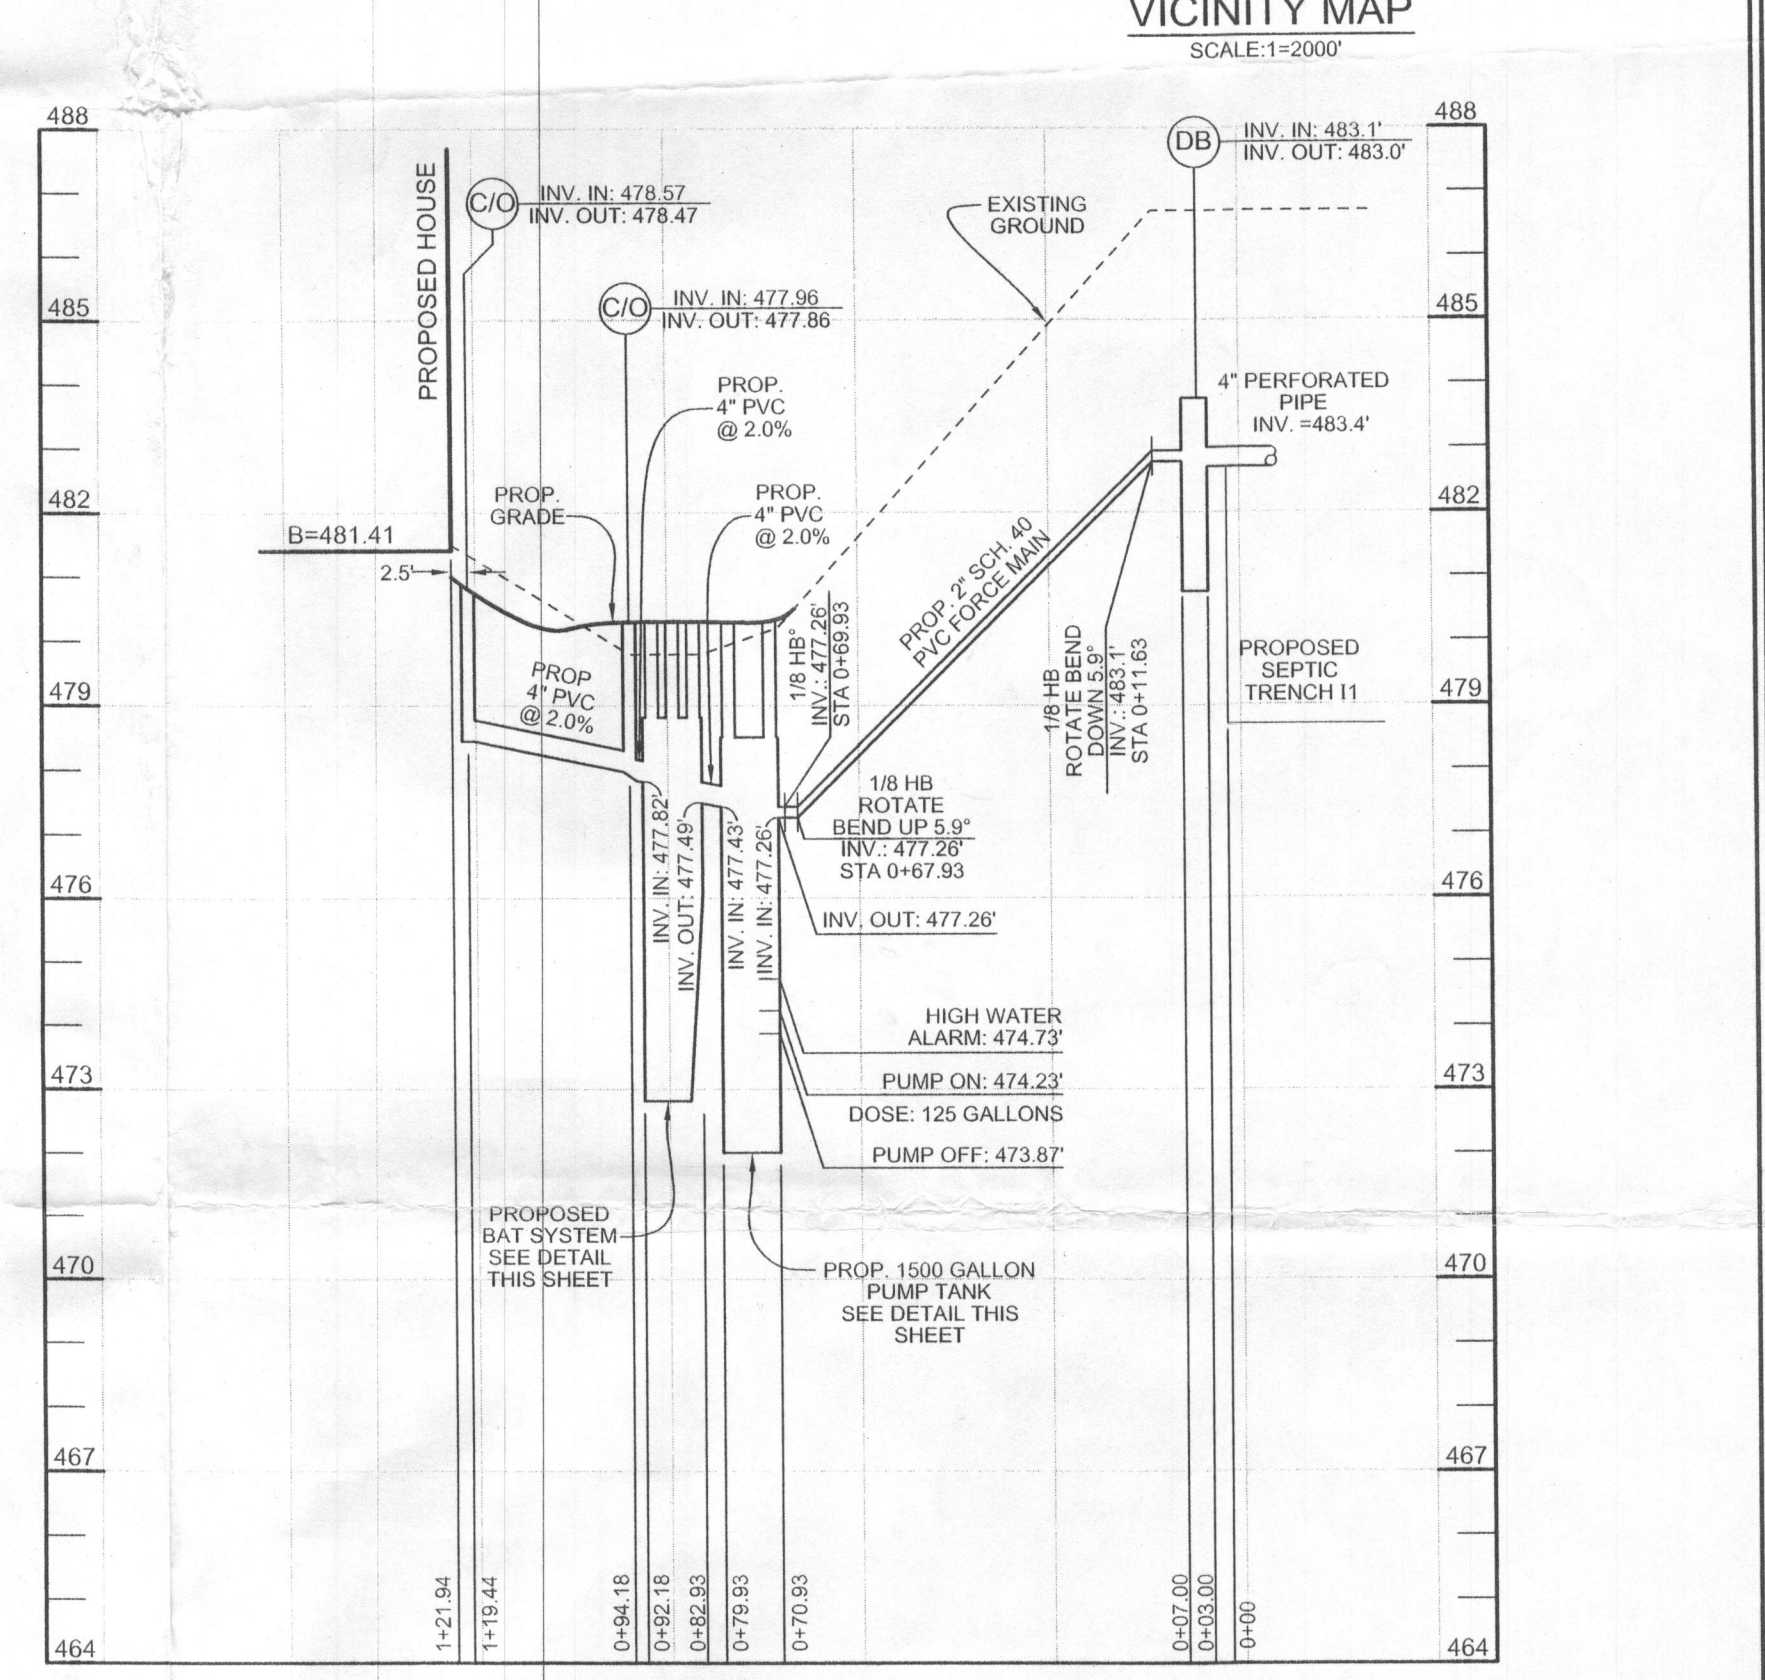 VICINITY MAP
SCALE:1=2000'
488
485
482
479
476
473
470
467
464
488
485
482
479
476
473
470
467
464
PROPOSED HOUSE
C/O
INV. IN: 478.57
INV. OUT: 478.47
C/O
INV. IN: 477.96
INV. OUT: 477.86
DB
INV. IN: 483.1'
INV. OUT: 483.0'
EXISTING
GROUND
PROP.
4" PVC
@ 2.0%
PROP.
4" PVC
@ 2.0%
4" PERFORATED
PIPE
INV. =483.4'
PROP.
GRADE
B=481.41
2.5'
PROP
4" PVC
@ 2.0%
1/8 HB°
INV.: 477.26'
STA 0+69.93
PROP. 2" SCH. 40
PVC FORCE MAIN
1/8 HB
ROTATE BEND
DOWN 5.9°
INV.: 483.1'
STA 0+11.63
PROPOSED
SEPTIC
TRENCH I1
1/8 HB
ROTATE
BEND UP 5.9°
INV.: 477.26'
STA 0+67.93
INV. IN: 477.82'
INV. OUT: 477.49'
INV. IN: 477.43'
INV. IN: 477.26'
INV. OUT: 477.26'
HIGH WATER
ALARM: 474.73'
PUMP ON: 474.23'
DOSE: 125 GALLONS
PUMP OFF: 473.87'
PROPOSED
BAT SYSTEM
SEE DETAIL
THIS SHEET
PROP. 1500 GALLON
PUMP TANK
SEE DETAIL THIS
SHEET
1+21.94
1+19.44
0+94.18
0+92.18
0+82.93
0+79.93
0+70.93
0+07.00
0+03.00
0+00